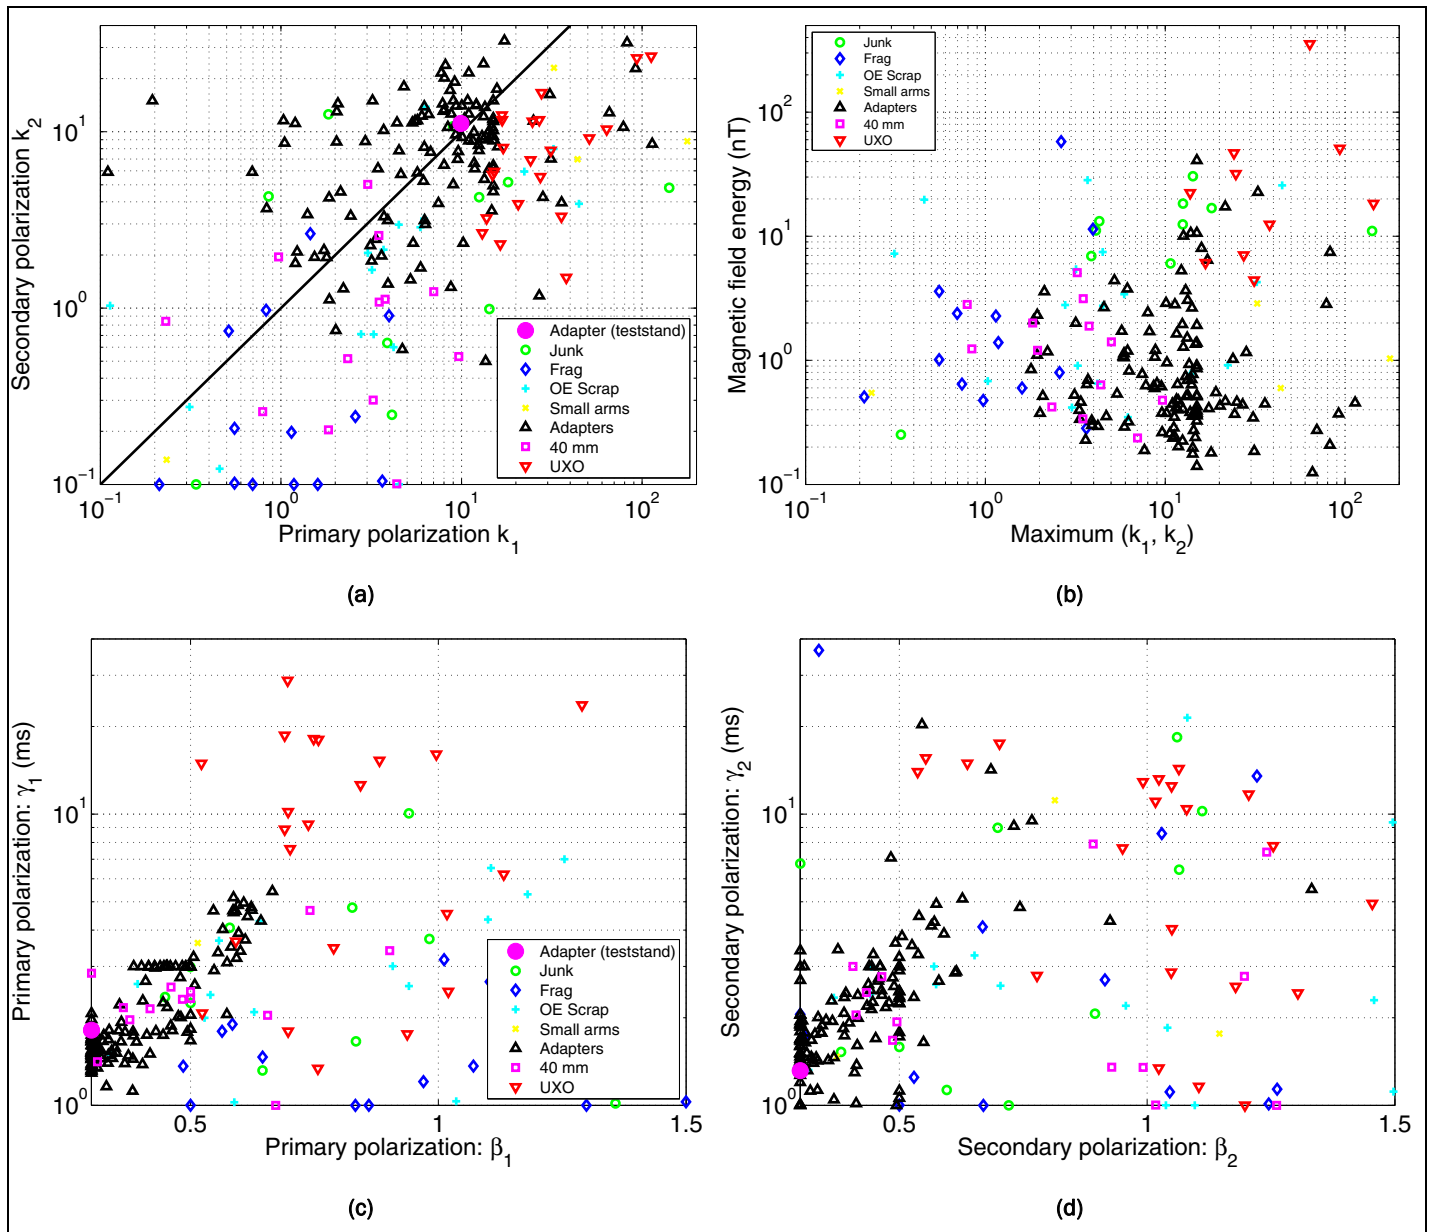 Secondary polarization k2
10^1
10^0
10^-1
10^-1
10^0
10^1
10^2
Primary polarization k1
Adapter (teststand)
Junk
Frag
OE Scrap
Small arms
Adapters
40 mm
UXO
(a)
Magnetic field energy (nT)
10^2
10^1
10^0
10^-1
10^-1
10^0
10^1
10^2
Maximum (k1, k2)
Junk
Frag
OE Scrap
Small arms
Adapters
40 mm
UXO
(b)
Primary polarization: γ1 (ms)
10^1
10^0
0.5
1
1.5
Primary polarization: β1
Adapter (teststand)
Junk
Frag
OE Scrap
Small arms
Adapters
40 mm
UXO
(c)
Secondary polarization: γ2 (ms)
10^1
10^0
0.5
1
1.5
Secondary polarization: β2
(d)